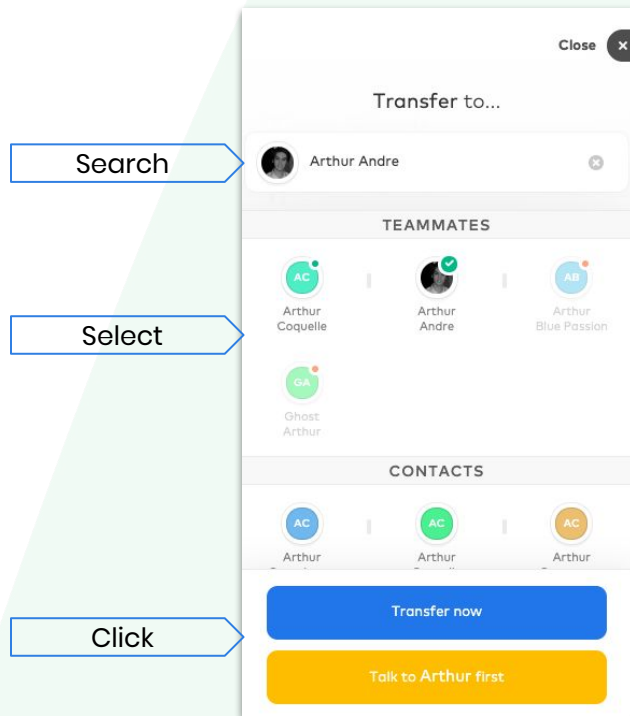 Close ×
Transfer to...
Search
Arthur Andre
TEAMMATES
AC
AB
Arthur Arthur Arthur
Coquelle Andre Blue Passion
Select
GA
Ghost
Arthur
CONTACTS
AC AC AC
Arthur Arthur Arthur
Transfer now
Click
Talk to Arthur first